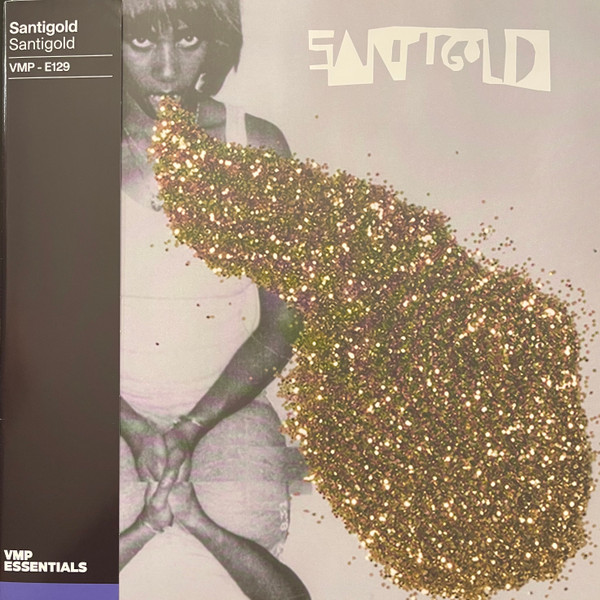 Santigold
Santigold
VMP - E129
SANTIGOLD
VMP
ESSENTIALS